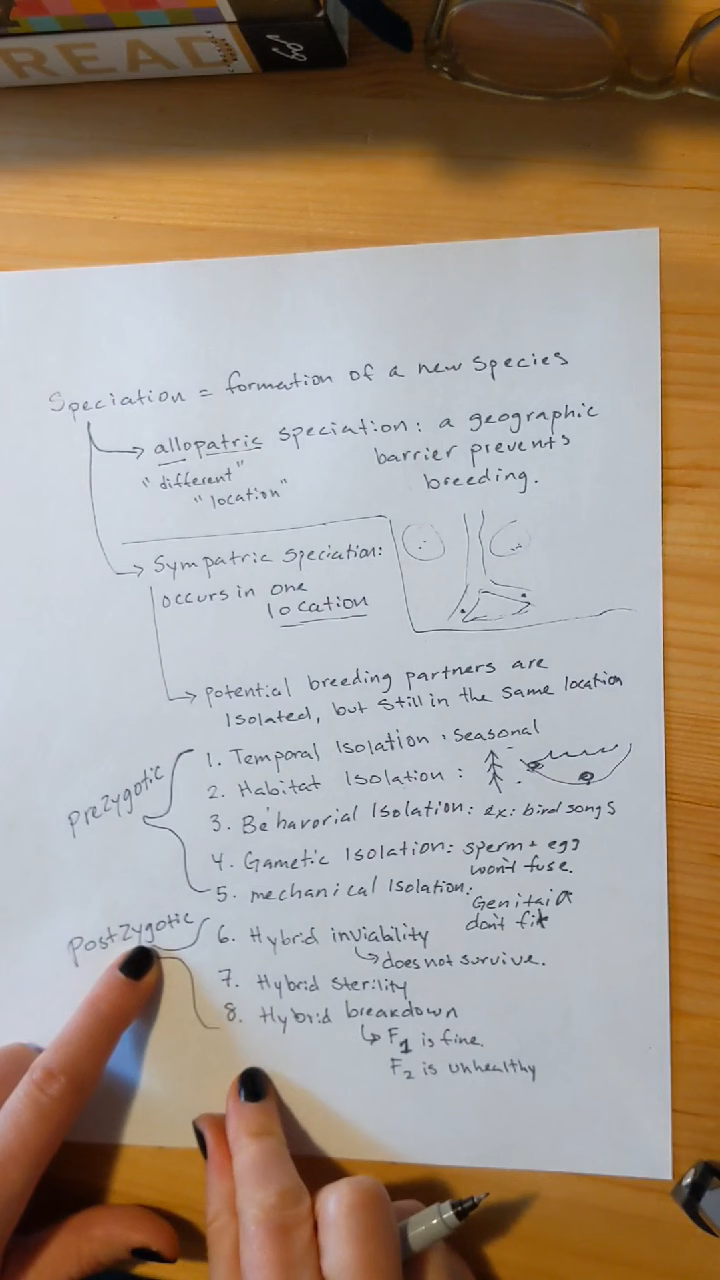 READ
Speciation = formation of a new species
allopatric speciation: a geographic
barrier prevents
breeding.
"different"
"location"
Sympatric speciation:
occurs in one
location
potential breeding partners are
isolated, but still in the same location
prezygotic
1. Temporal Isolation: seasonal
2. Habitat Isolation:
3. Behavorial Isolation: ex: bird songs
4. Gametic Isolation: sperm + egg
won't fuse.
5. mechanical Isolation:
Genitaila
don't fit
postzygotic
6. Hybrid inviability
does not survive.
7. Hybrid sterility
8. Hybrid breakdown
F1 is fine.
F2 is unhealthy